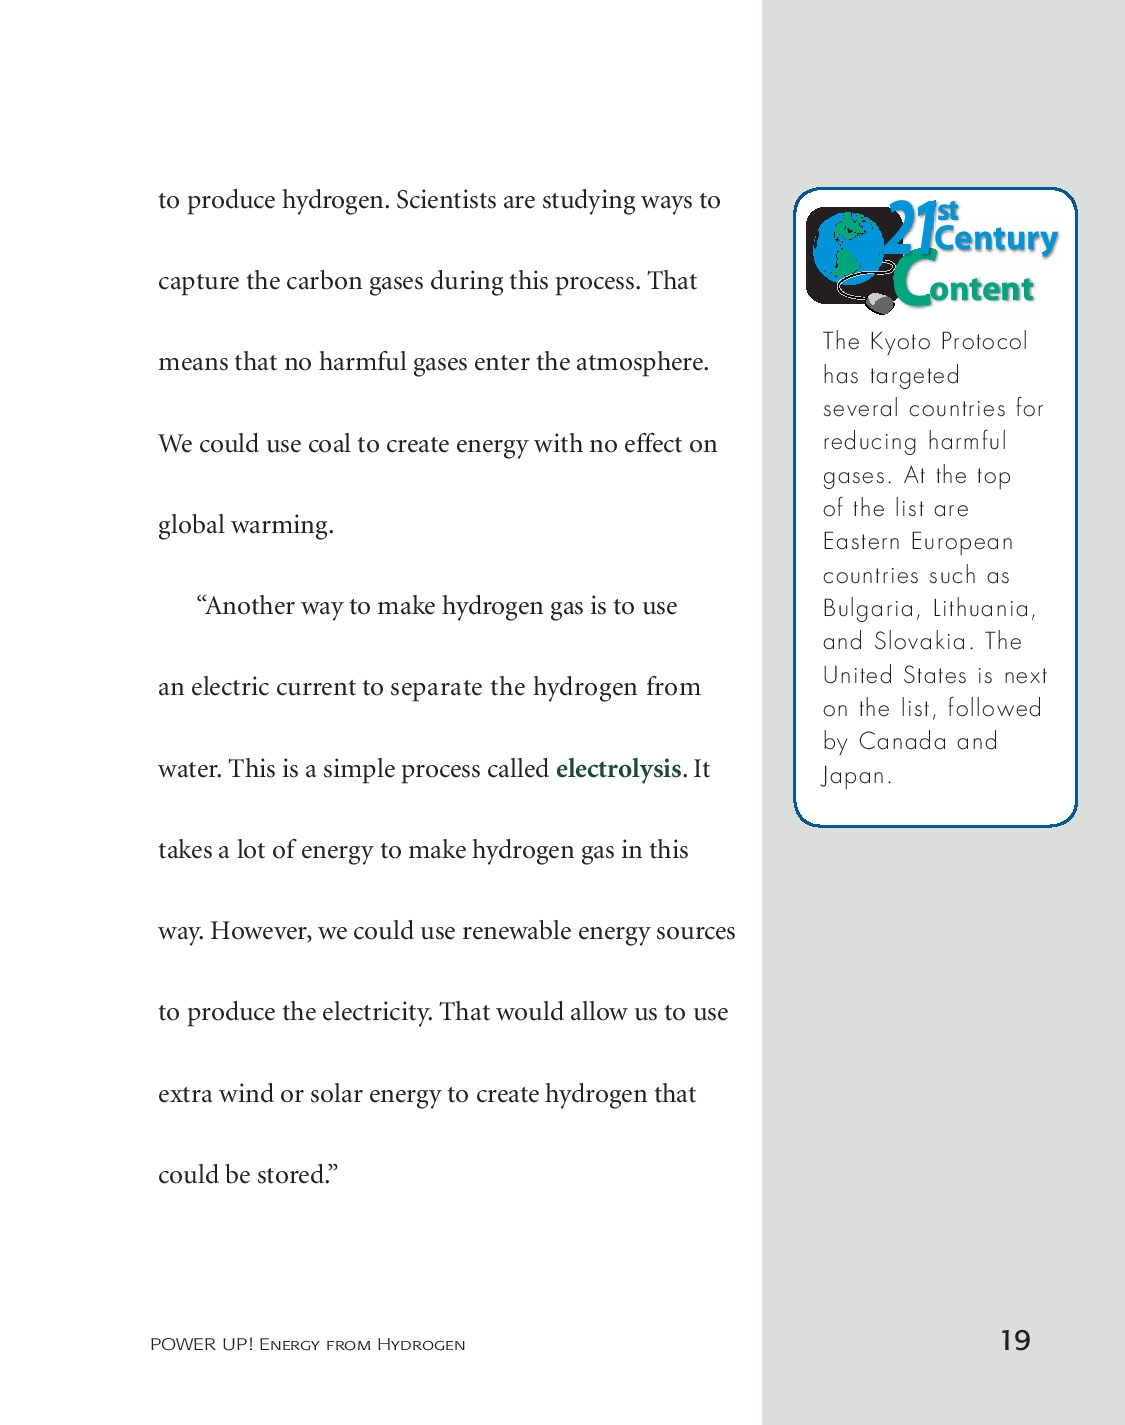 to produce hydrogen. Scientists are studying ways to
capture the carbon gases during this process. That
means that no harmful gases enter the atmosphere.
We could use coal to create energy with no effect on
global warming.
“Another way to make hydrogen gas is to use
an electric current to separate the hydrogen from
water. This is a simple process called electrolysis. It
takes a lot of energy to make hydrogen gas in this
way. However, we could use renewable energy sources
to produce the electricity. That would allow us to use
extra wind or solar energy to create hydrogen that
could be stored.”
21st
Century
Content
The Kyoto Protocol
has targeted
several countries for
reducing harmful
gases. At the top
of the list are
Eastern European
countries such as
Bulgaria, Lithuania,
and Slovakia. The
United States is next
on the list, followed
by Canada and
Japan.
POWER UP! Energy from Hydrogen
19